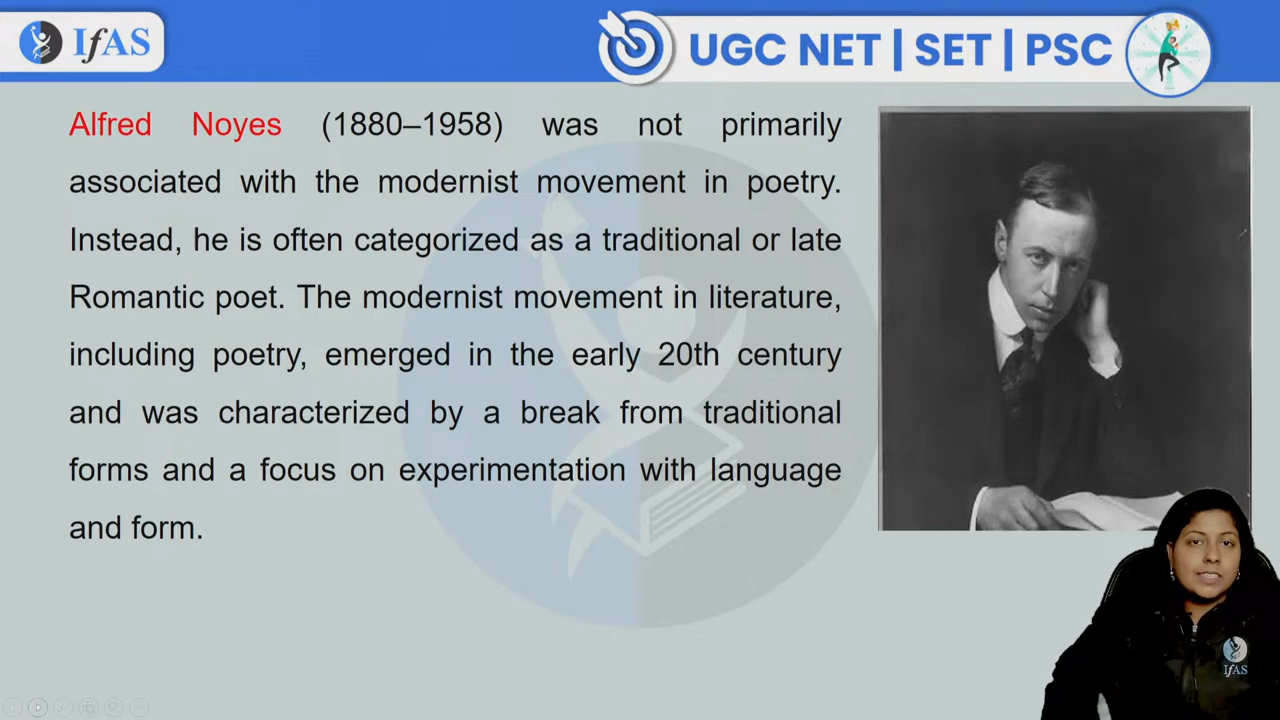 IfAS
UGC NET | SET | PSC
Alfred Noyes (1880–1958) was not primarily
associated with the modernist movement in poetry.
Instead, he is often categorized as a traditional or late
Romantic poet. The modernist movement in literature,
including poetry, emerged in the early 20th century
and was characterized by a break from traditional
forms and a focus on experimentation with language
and form.
IfAS